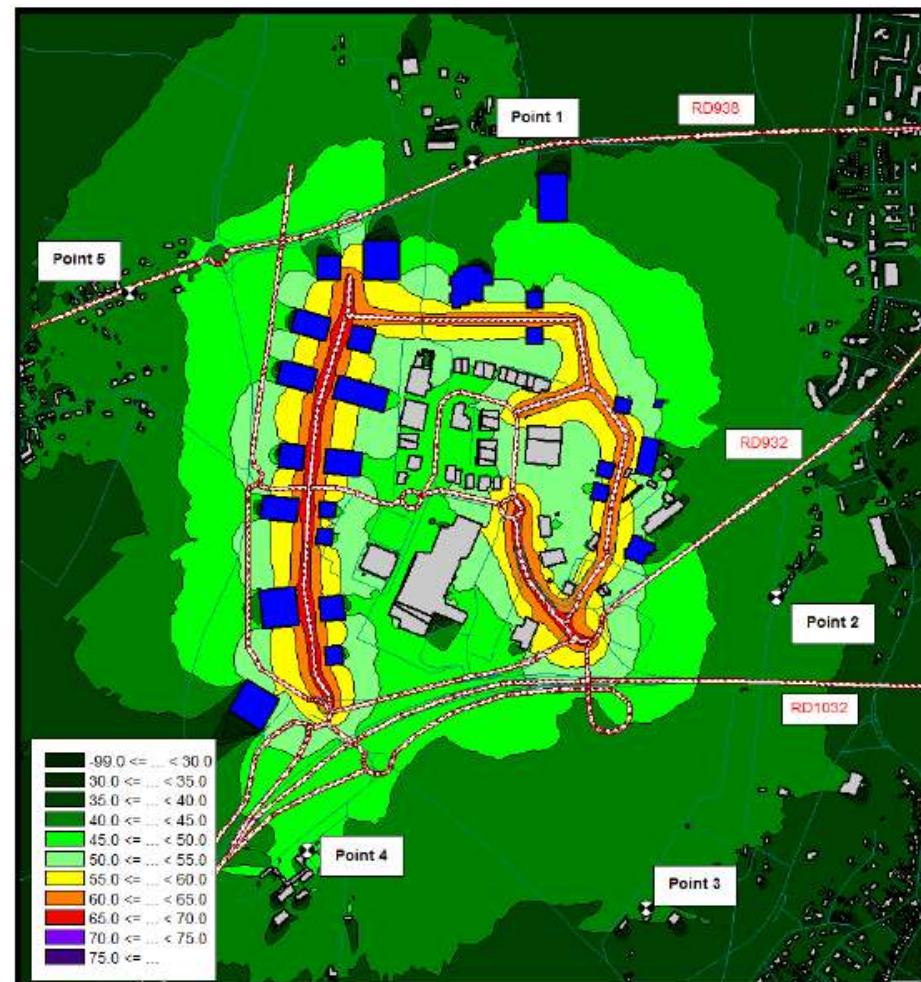 RD938
Point 1
Point 5
RD932
Point 2
RD1032
Point 4
Point 3
-99.0 <= ... < 30.0
30.0 <= ... < 35.0
35.0 <= ... < 40.0
40.0 <= ... < 45.0
45.0 <= ... < 50.0
50.0 <= ... < 55.0
55.0 <= ... < 60.0
60.0 <= ... < 65.0
65.0 <= ... < 70.0
70.0 <= ... < 75.0
75.0 <= ...